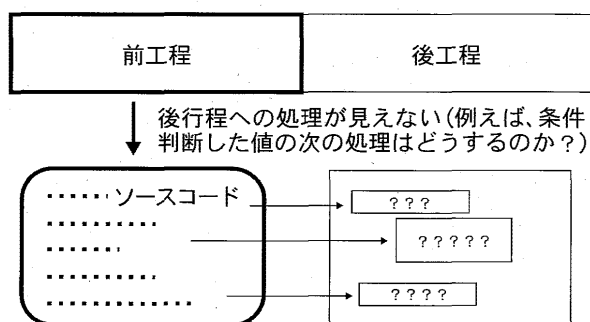 前工程
後工程
後行程への処理が見えない(例えば、条件
判断した値の次の処理はどうするのか?)
ソースコード
???
?????
????